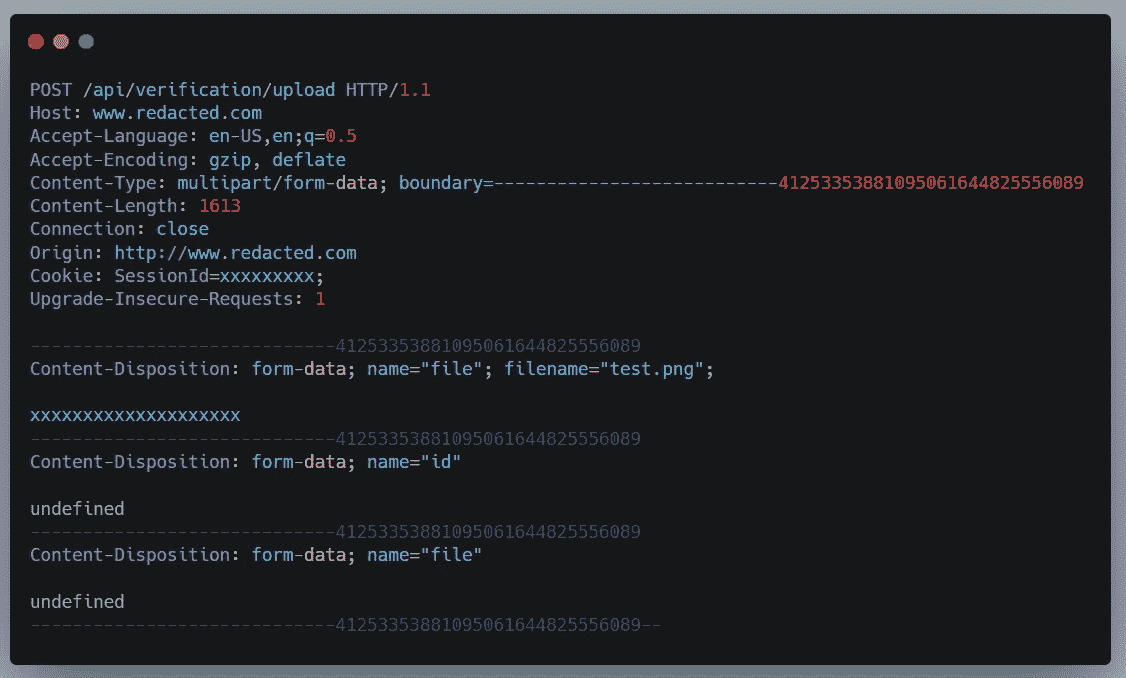 POST /api/verification/upload HTTP/1.1
Host: www.redacted.com
Accept-Language: en-US,en;q=0.5
Accept-Encoding: gzip, deflate
Content-Type: multipart/form-data; boundary=---------------------------41253353881095061644825556089
Content-Length: 1613
Connection: close
Origin: http://www.redacted.com
Cookie: SessionId=xxxxxxxxx;
Upgrade-Insecure-Requests: 1
-----------------------------41253353881095061644825556089
Content-Disposition: form-data; name="file"; filename="test.png";
xxxxxxxxxxxxxxxxxxxx
-----------------------------41253353881095061644825556089
Content-Disposition: form-data; name="id"
undefined
-----------------------------41253353881095061644825556089
Content-Disposition: form-data; name="file"
undefined
-----------------------------41253353881095061644825556089--